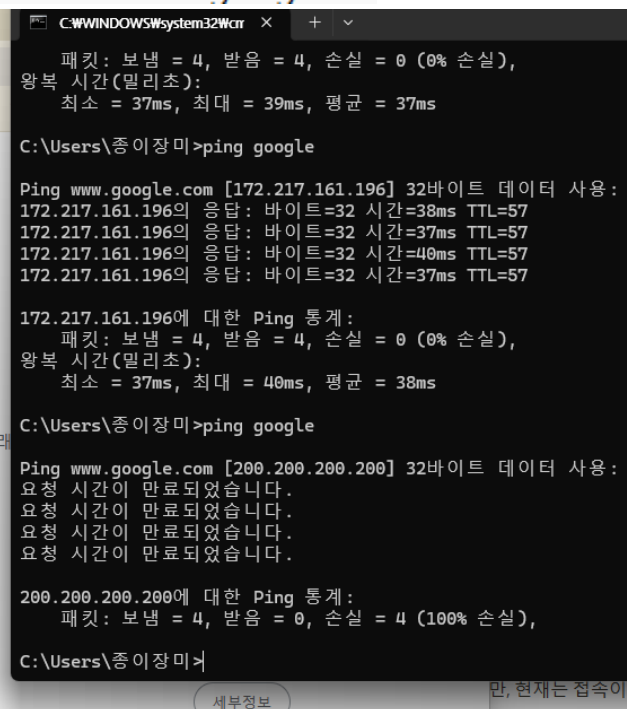 C:₩WINDOWS₩system32₩cm
패킷: 보냄 = 4, 받음 = 4, 손실 = 0 (0% 손실),
왕복 시간(밀리초):
최소 = 37ms, 최대 = 39ms, 평균 = 37ms
C:\Users\종이장미>ping google
Ping www.google.com [172.217.161.196] 32바이트 데이터 사용:
172.217.161.196의 응답: 바이트=32 시간=38ms TTL=57
172.217.161.196의 응답: 바이트=32 시간=37ms TTL=57
172.217.161.196의 응답: 바이트=32 시간=40ms TTL=57
172.217.161.196의 응답: 바이트=32 시간=37ms TTL=57
172.217.161.196에 대한 Ping 통계:
패킷: 보냄 = 4, 받음 = 4, 손실 = 0 (0% 손실),
왕복 시간(밀리초):
최소 = 37ms, 최대 = 40ms, 평균 = 38ms
C:\Users\종이장미>ping google
Ping www.google.com [200.200.200.200] 32바이트 데이터 사용:
요청 시간이 만료되었습니다.
요청 시간이 만료되었습니다.
요청 시간이 만료되었습니다.
요청 시간이 만료되었습니다.
200.200.200.200에 대한 Ping 통계:
패킷: 보냄 = 4, 받음 = 0, 손실 = 4 (100% 손실),
C:\Users\종이장미>
만, 현재는 접속이
세부정보